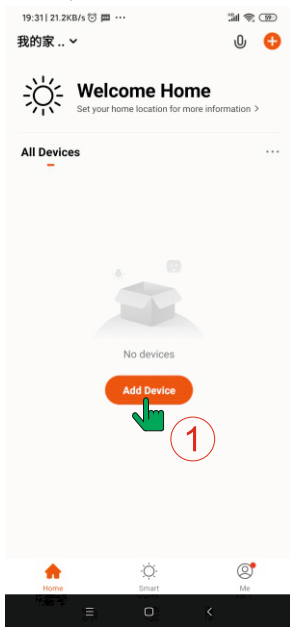 19:31 | 21.2KB/s ...
59
我的家 ..
Welcome Home
Set your home location for more information >
All Devices
...
No devices
Add Device
1
Home
Smart
Me